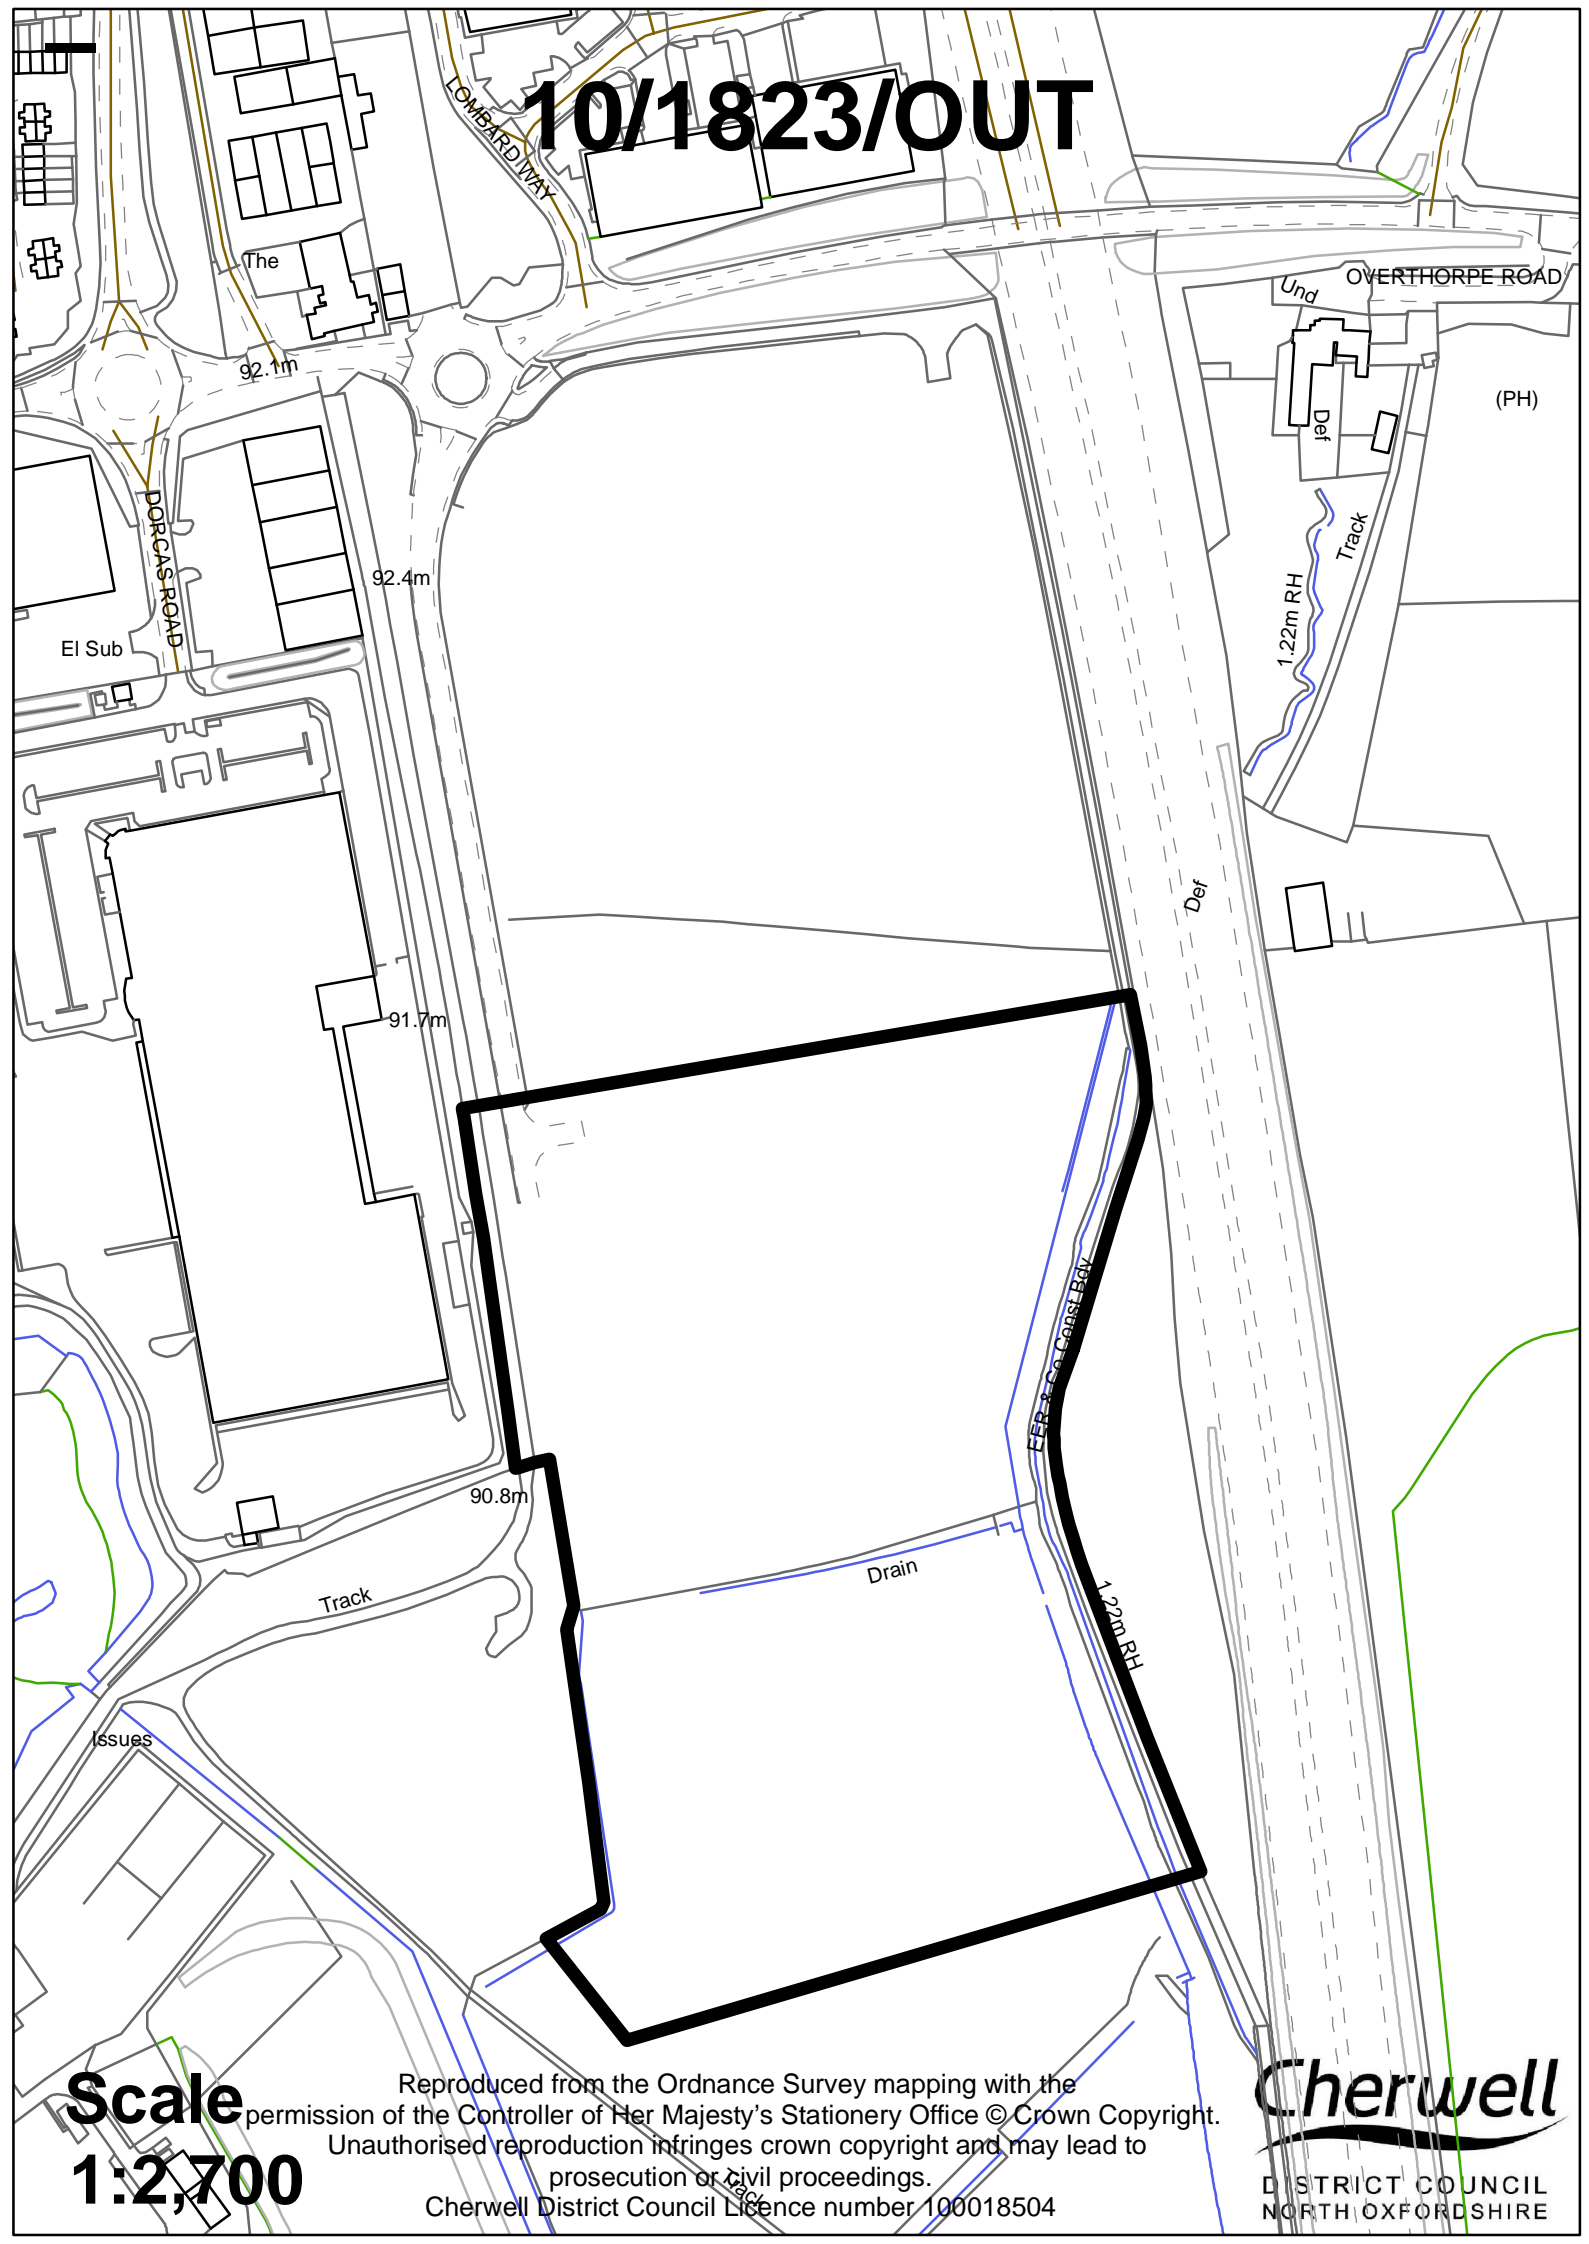 10/1823/OUT
LOMBARD WAY
The
OVERTHORPE ROAD
Und
92.1m
(PH)
Def
DORCAS ROAD
Track
92.4m
1.22m RH
El Sub
Def
91.7m
EER & Co Const Bdy
90.8m
Drain
Track
1.22m RH
Issues
Scale
1:2,700
Reproduced from the Ordnance Survey mapping with the
permission of the Controller of Her Majesty's Stationery Office © Crown Copyright.
Unauthorised reproduction infringes crown copyright and may lead to
prosecution or civil proceedings.
Track
Cherwell District Council Licence number 100018504
Cherwell
DISTRICT COUNCIL
NORTH OXFORDSHIRE